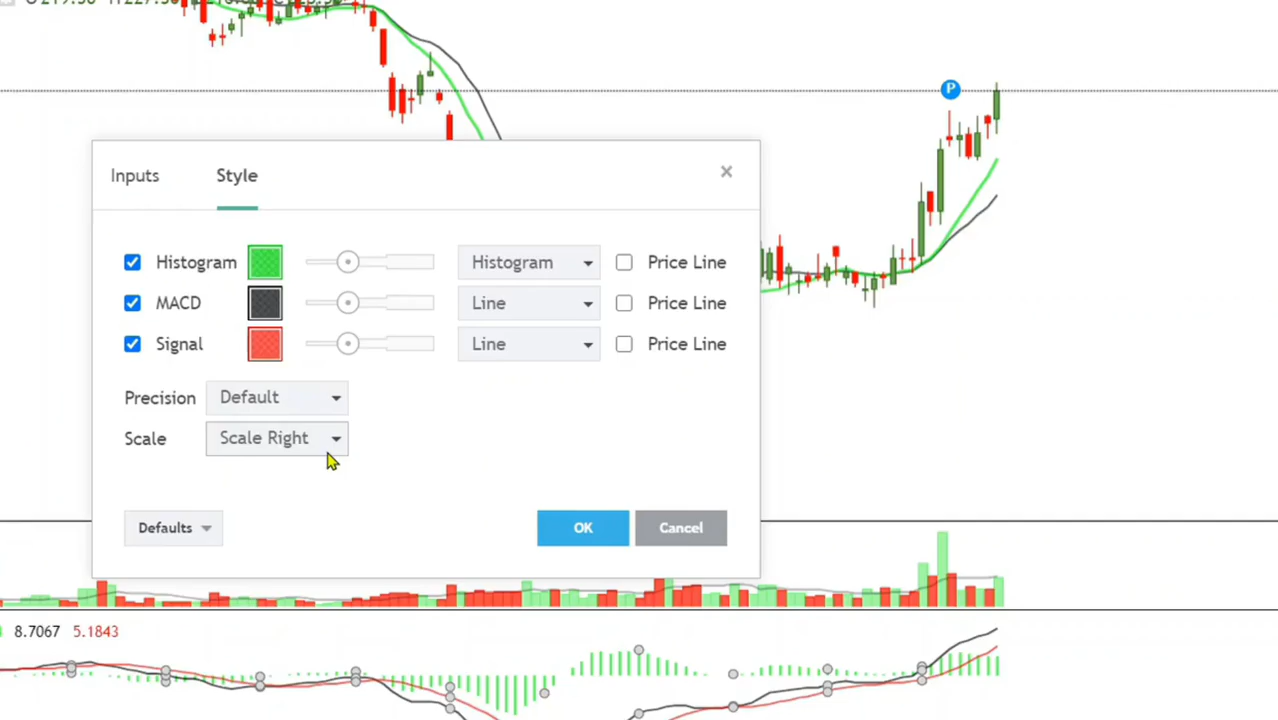 P
Inputs Style ×
Histogram Histogram Price Line
MACD Line Price Line
Signal Line Price Line
Precision Default
Scale Scale Right
Defaults OK Cancel
8.7067 5.1843